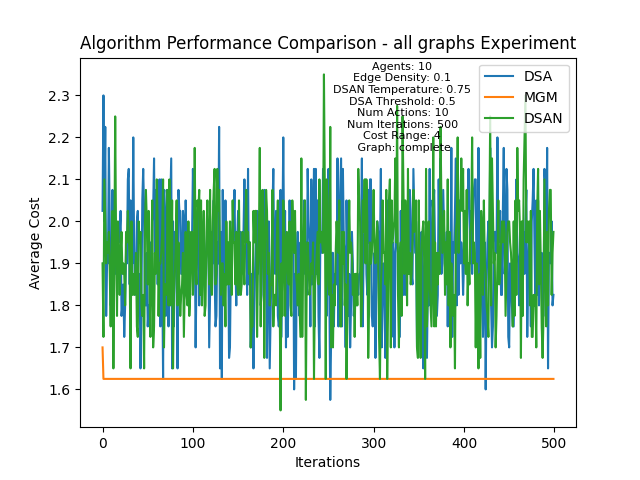 Algorithm Performance Comparison - all graphs Experiment
Agents: 10
Edge Density: 0.1
DSAN Temperature: 0.75
DSA Threshold: 0.5
Num Actions: 10
Num Iterations: 500
Cost Range: 4
Graph: complete
DSA
MGM
DSAN
Average Cost
2.3
2.2
2.1
2.0
1.9
1.8
1.7
1.6
0
100
200
300
400
500
Iterations